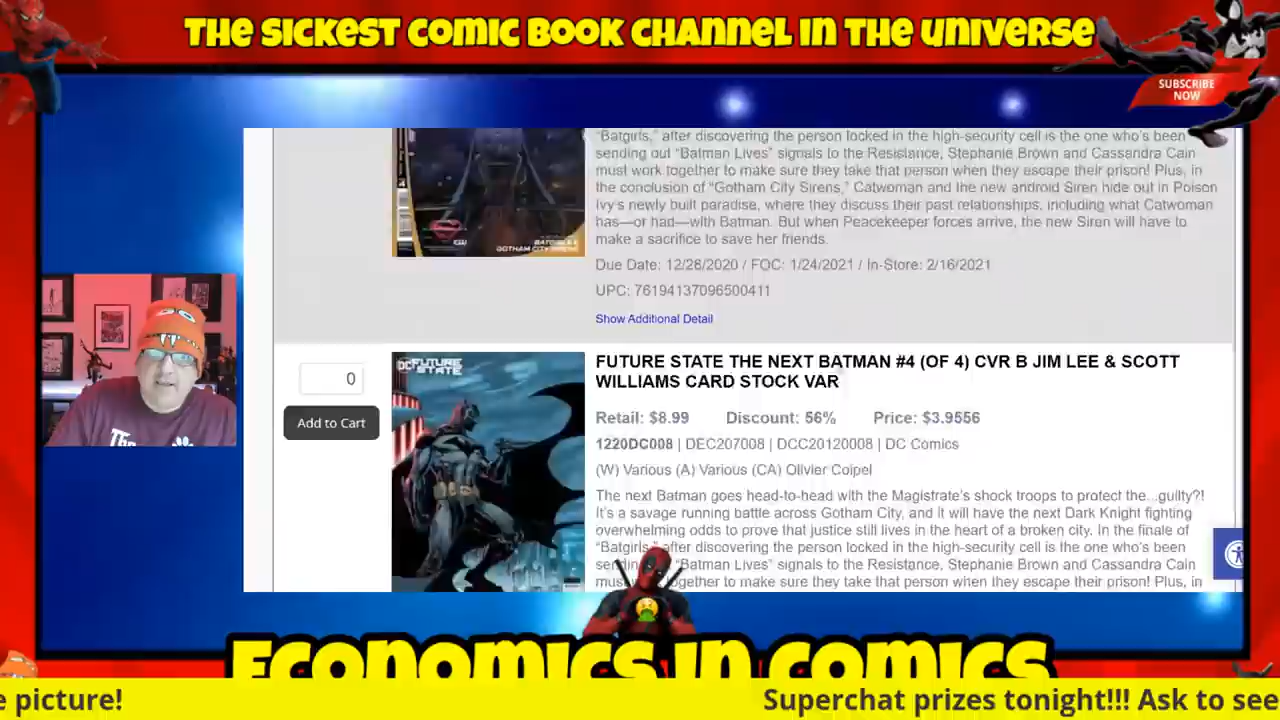 THE SICKEST COMIC BOOK CHANNEL IN THE UNIVERSE
SUBSCRIBE
NOW
"Batgirls," after discovering the person locked in the high-security cell is the one who's been
sending out "Batman Lives" signals to the Resistance, Stephanie Brown and Cassandra Cain
must work together to make sure they take that person when they escape their prison! Plus, in
the conclusion of "Gotham City Sirens," Catwoman and the new android Siren hide out in Poison
Ivy's newly built paradise, where they discuss their past relationships, including what Catwoman
has—or had—with Batman. But when Peacekeeper forces arrive, the new Siren will have to
make a sacrifice to save her friends.
BATGIRLS &
GOTHAM CITY SIRENS
Due Date: 12/28/2020 / FOC: 1/24/2021 / In-Store: 2/16/2021
UPC: 76194137096500411
Show Additional Detail
0
Add to Cart
DC FUTURE
STATE
FUTURE STATE THE NEXT BATMAN #4 (OF 4) CVR B JIM LEE & SCOTT
WILLIAMS CARD STOCK VAR
Retail: $8.99 Discount: 56% Price: $3.9556
1220DC008 | DEC207008 | DCC20120008 | DC Comics
(W) Various (A) Various (CA) Olivier Coipel
The next Batman goes head-to-head with the Magistrate's shock troops to protect the...guilty?!
It's a savage running battle across Gotham City, and it will have the next Dark Knight fighting
overwhelming odds to prove that justice still lives in the heart of a broken city. In the finale of
"Batgirls," after discovering the person locked in the high-security cell is the one who's been
"Batman Lives" signals to the Resistance, Stephanie Brown and Cassandra Cain
together to make sure they take that person when they escape their prison! Plus, in
ECONOMICS IN COMICS
e picture! Superchat prizes tonight!!! Ask to see